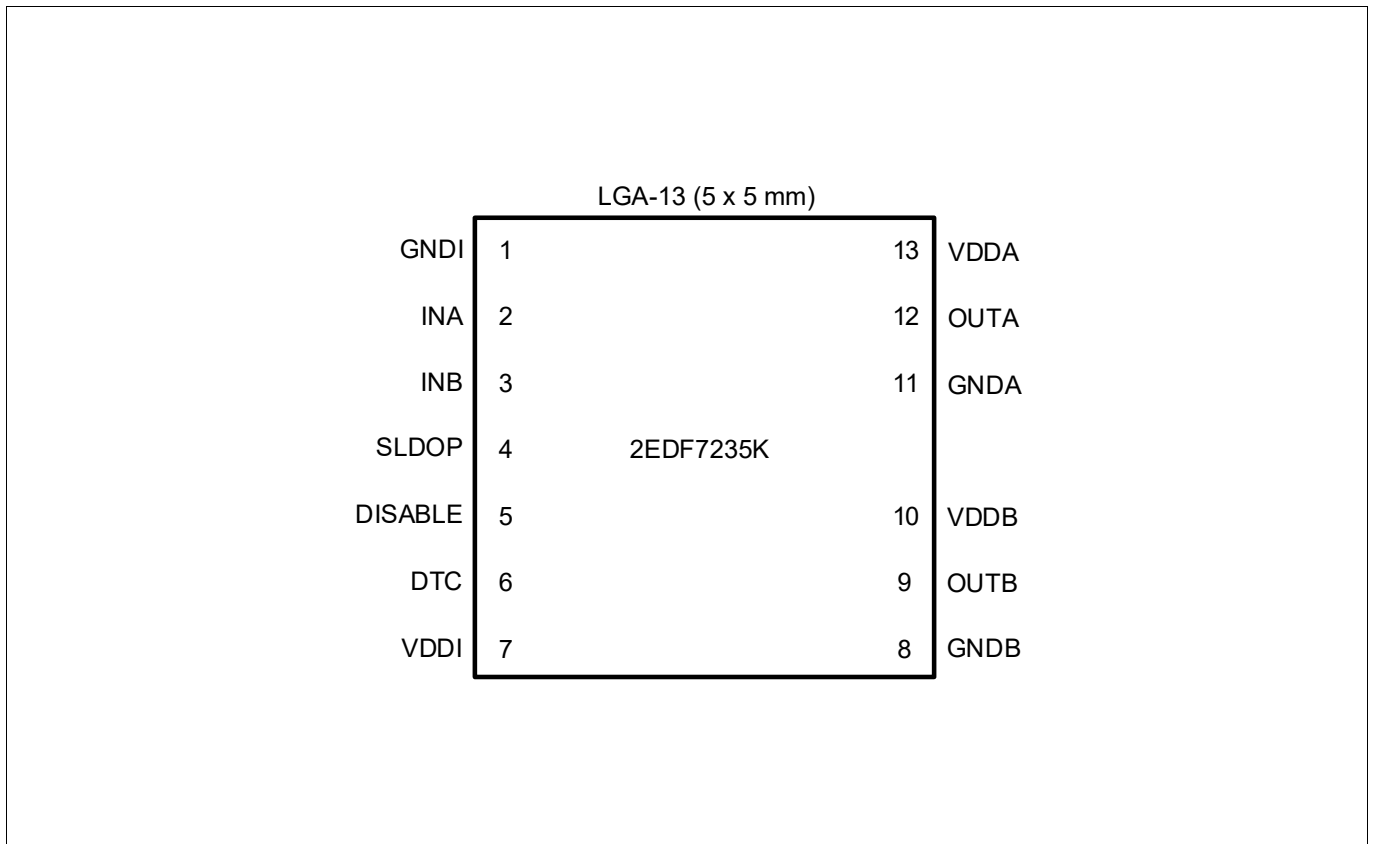 LGA-13 (5 x 5 mm)
GNDI 1 13 VDDA
INA 2 12 OUTA
INB 3 11 GNDA
SLDOP 4 2EDF7235K
DISABLE 5 10 VDDB
DTC 6 9 OUTB
VDDI 7 8 GNDB